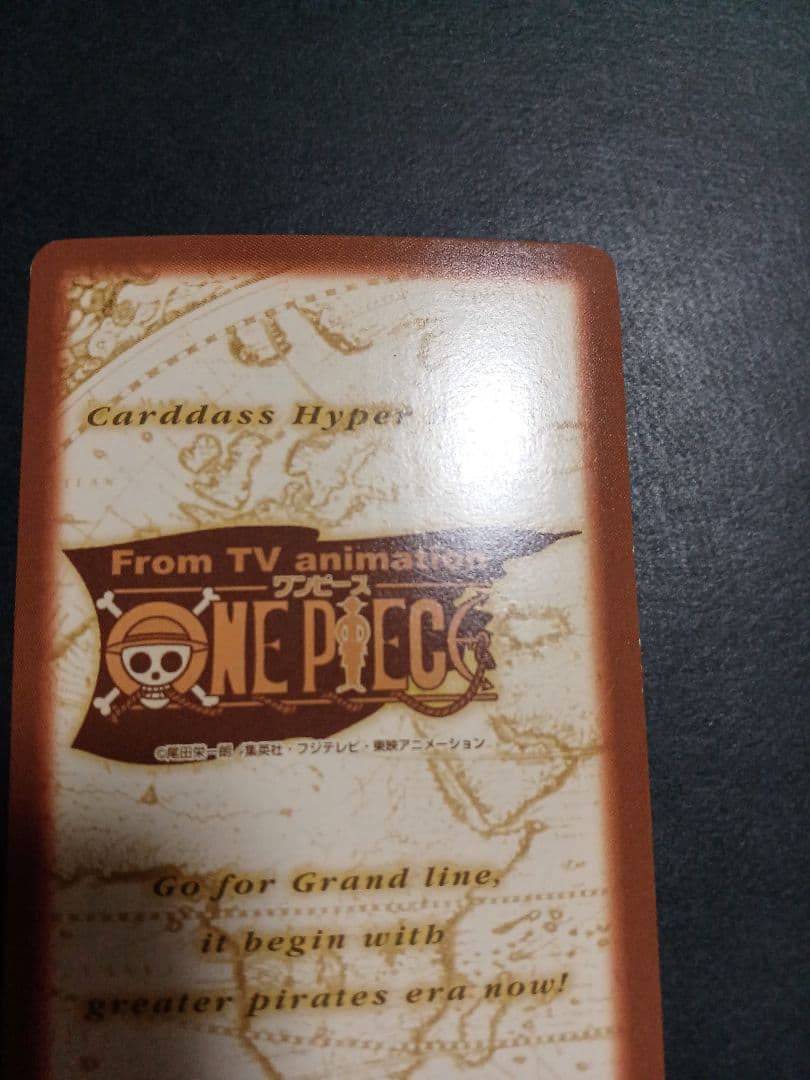 Carddass Hyper
From TV animation
ワンピース
ONE PIECE
©尾田栄一郎/集英社・フジテレビ・東映アニメーション
Go for Grand line,
it begin with
greater pirates era now!